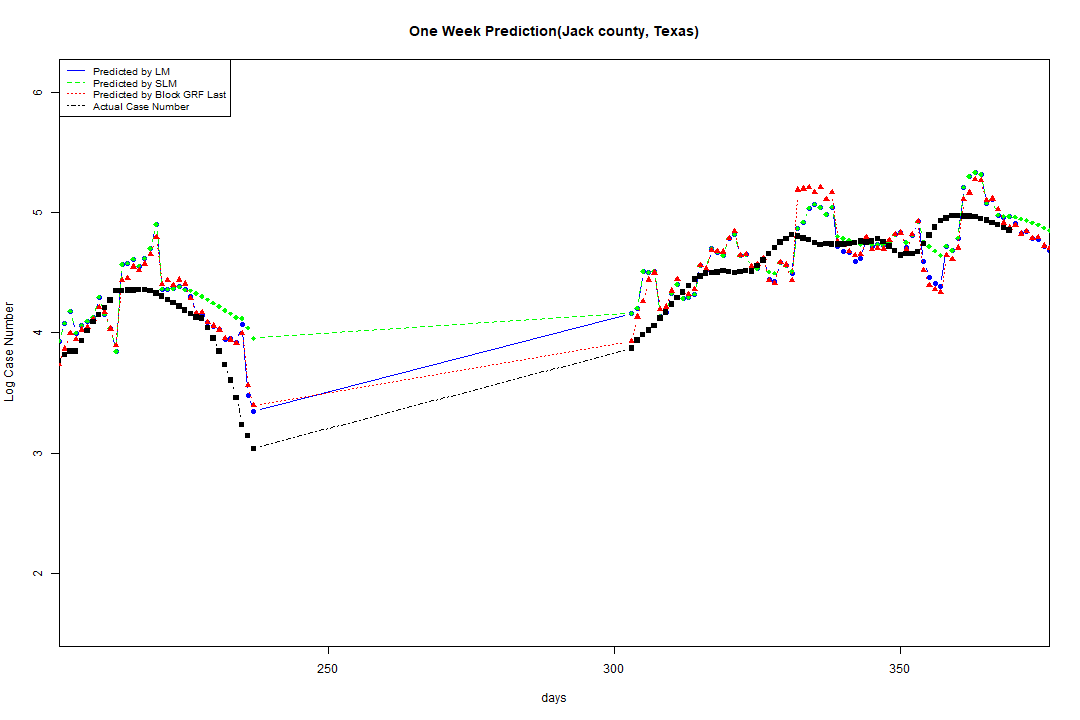 One Week Prediction(Jack county, Texas)
Predicted by LM
Predicted by SLM
Predicted by Block GRF Last
Actual Case Number
6
5
4
3
2
Log Case Number
250
300
350
days